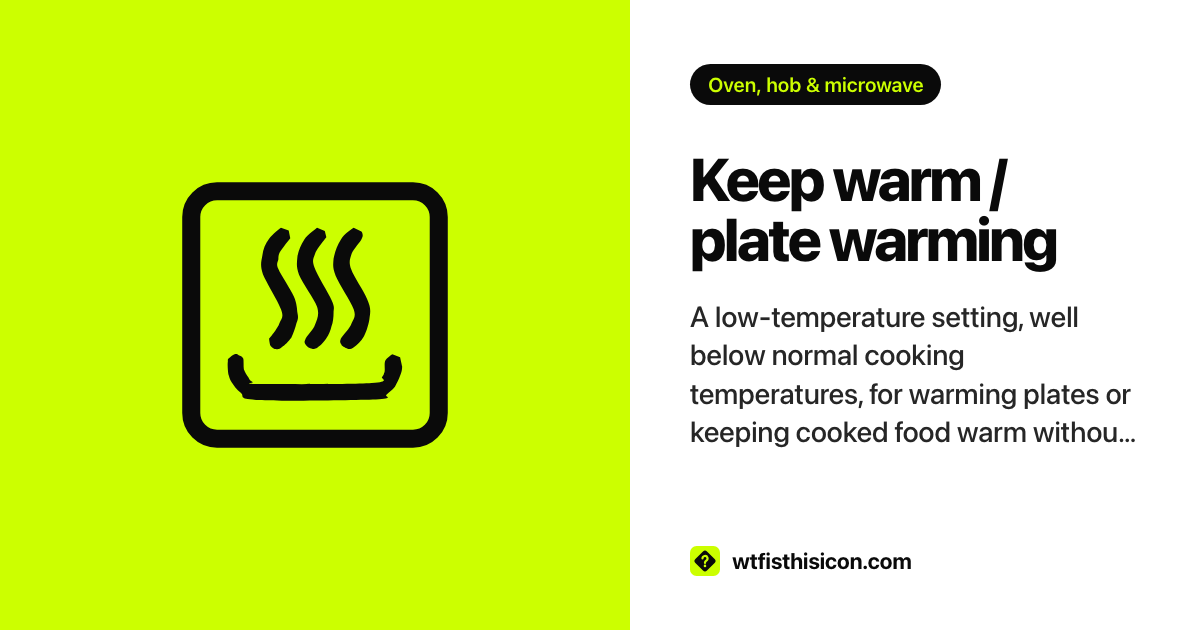 Oven, hob & microwave
Keep warm /
plate warming
A low-temperature setting, well
below normal cooking
temperatures, for warming plates or
keeping cooked food warm withou...
?
wtfisthisicon.com